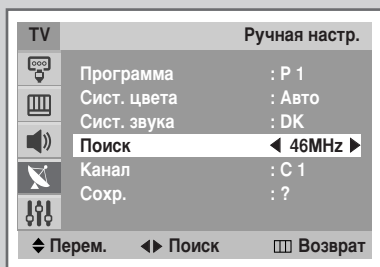 TV Ручная настр.
Программа : P 1
Сист. цвета : Авто
Сист. звука : DK
Поиск ◀ 46MHz ▶
Канал : C 1
Сохр. : ?
Перем. Поиск Возврат